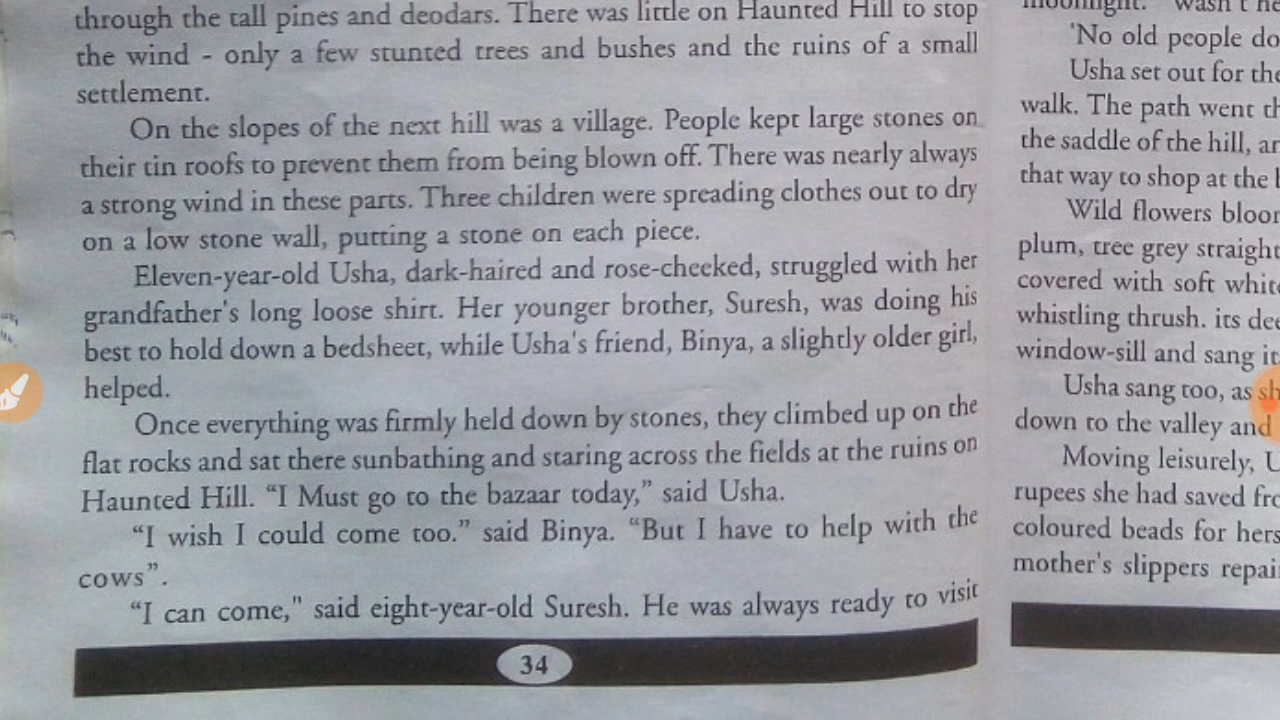 through the tall pines and deodars. There was little on Haunted Hill to stop
the wind - only a few stunted trees and bushes and the ruins of a small
settlement.
On the slopes of the next hill was a village. People kept large stones on
their tin roofs to prevent them from being blown off. There was nearly always
a strong wind in these parts. Three children were spreading clothes out to dry
on a low stone wall, putting a stone on each piece.
Eleven-year-old Usha, dark-haired and rose-cheeked, struggled with her
grandfather's long loose shirt. Her younger brother, Suresh, was doing his
best to hold down a bedsheet, while Usha's friend, Binya, a slightly older girl,
helped.
Once everything was firmly held down by stones, they climbed up on the
flat rocks and sat there sunbathing and staring across the fields at the ruins on
Haunted Hill. “I Must go to the bazaar today,” said Usha.
“I wish I could come too.” said Binya. “But I have to help with the
cows”.
“I can come," said eight-year-old Suresh. He was always ready to visit
34
'No old people do
Usha set out for the
walk. The path went
the saddle of the hill,
that way to shop at the
Wild flowers
plum, tree grey straight
covered with soft
whistling thrush. its
window-sill and sang
Usha sang too, as
down to the valley and
Moving leisurely,
rupees she had saved
coloured beads for
mother's slippers